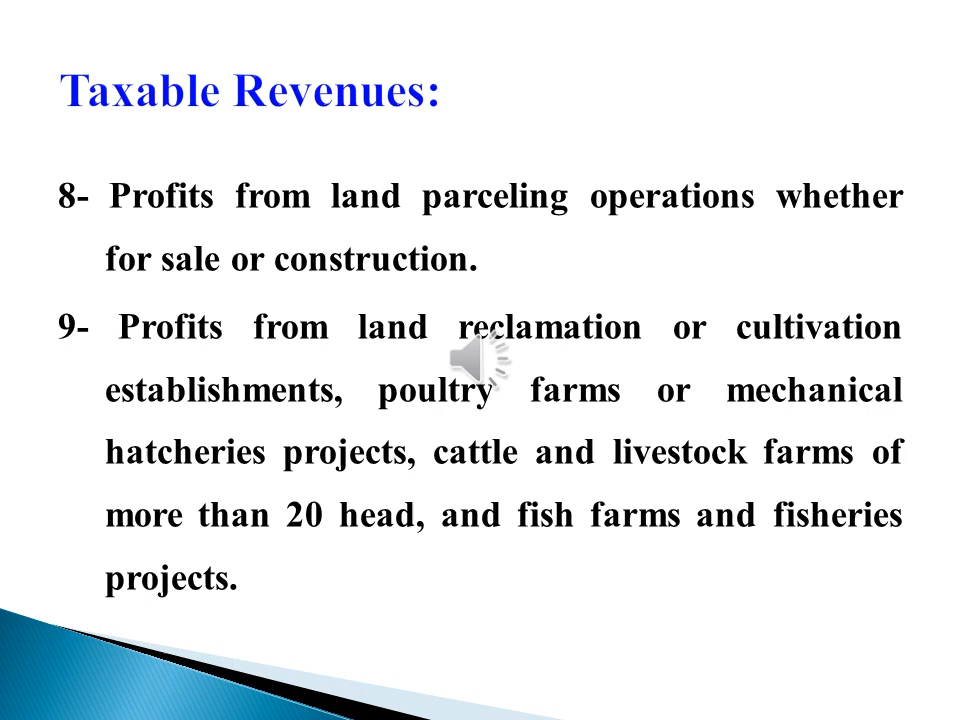 Taxable Revenues:
8- Profits from land parceling operations whether
for sale or construction.
9- Profits from land reclamation or cultivation
establishments, poultry farms or mechanical
hatcheries projects, cattle and livestock farms of
more than 20 head, and fish farms and fisheries
projects.